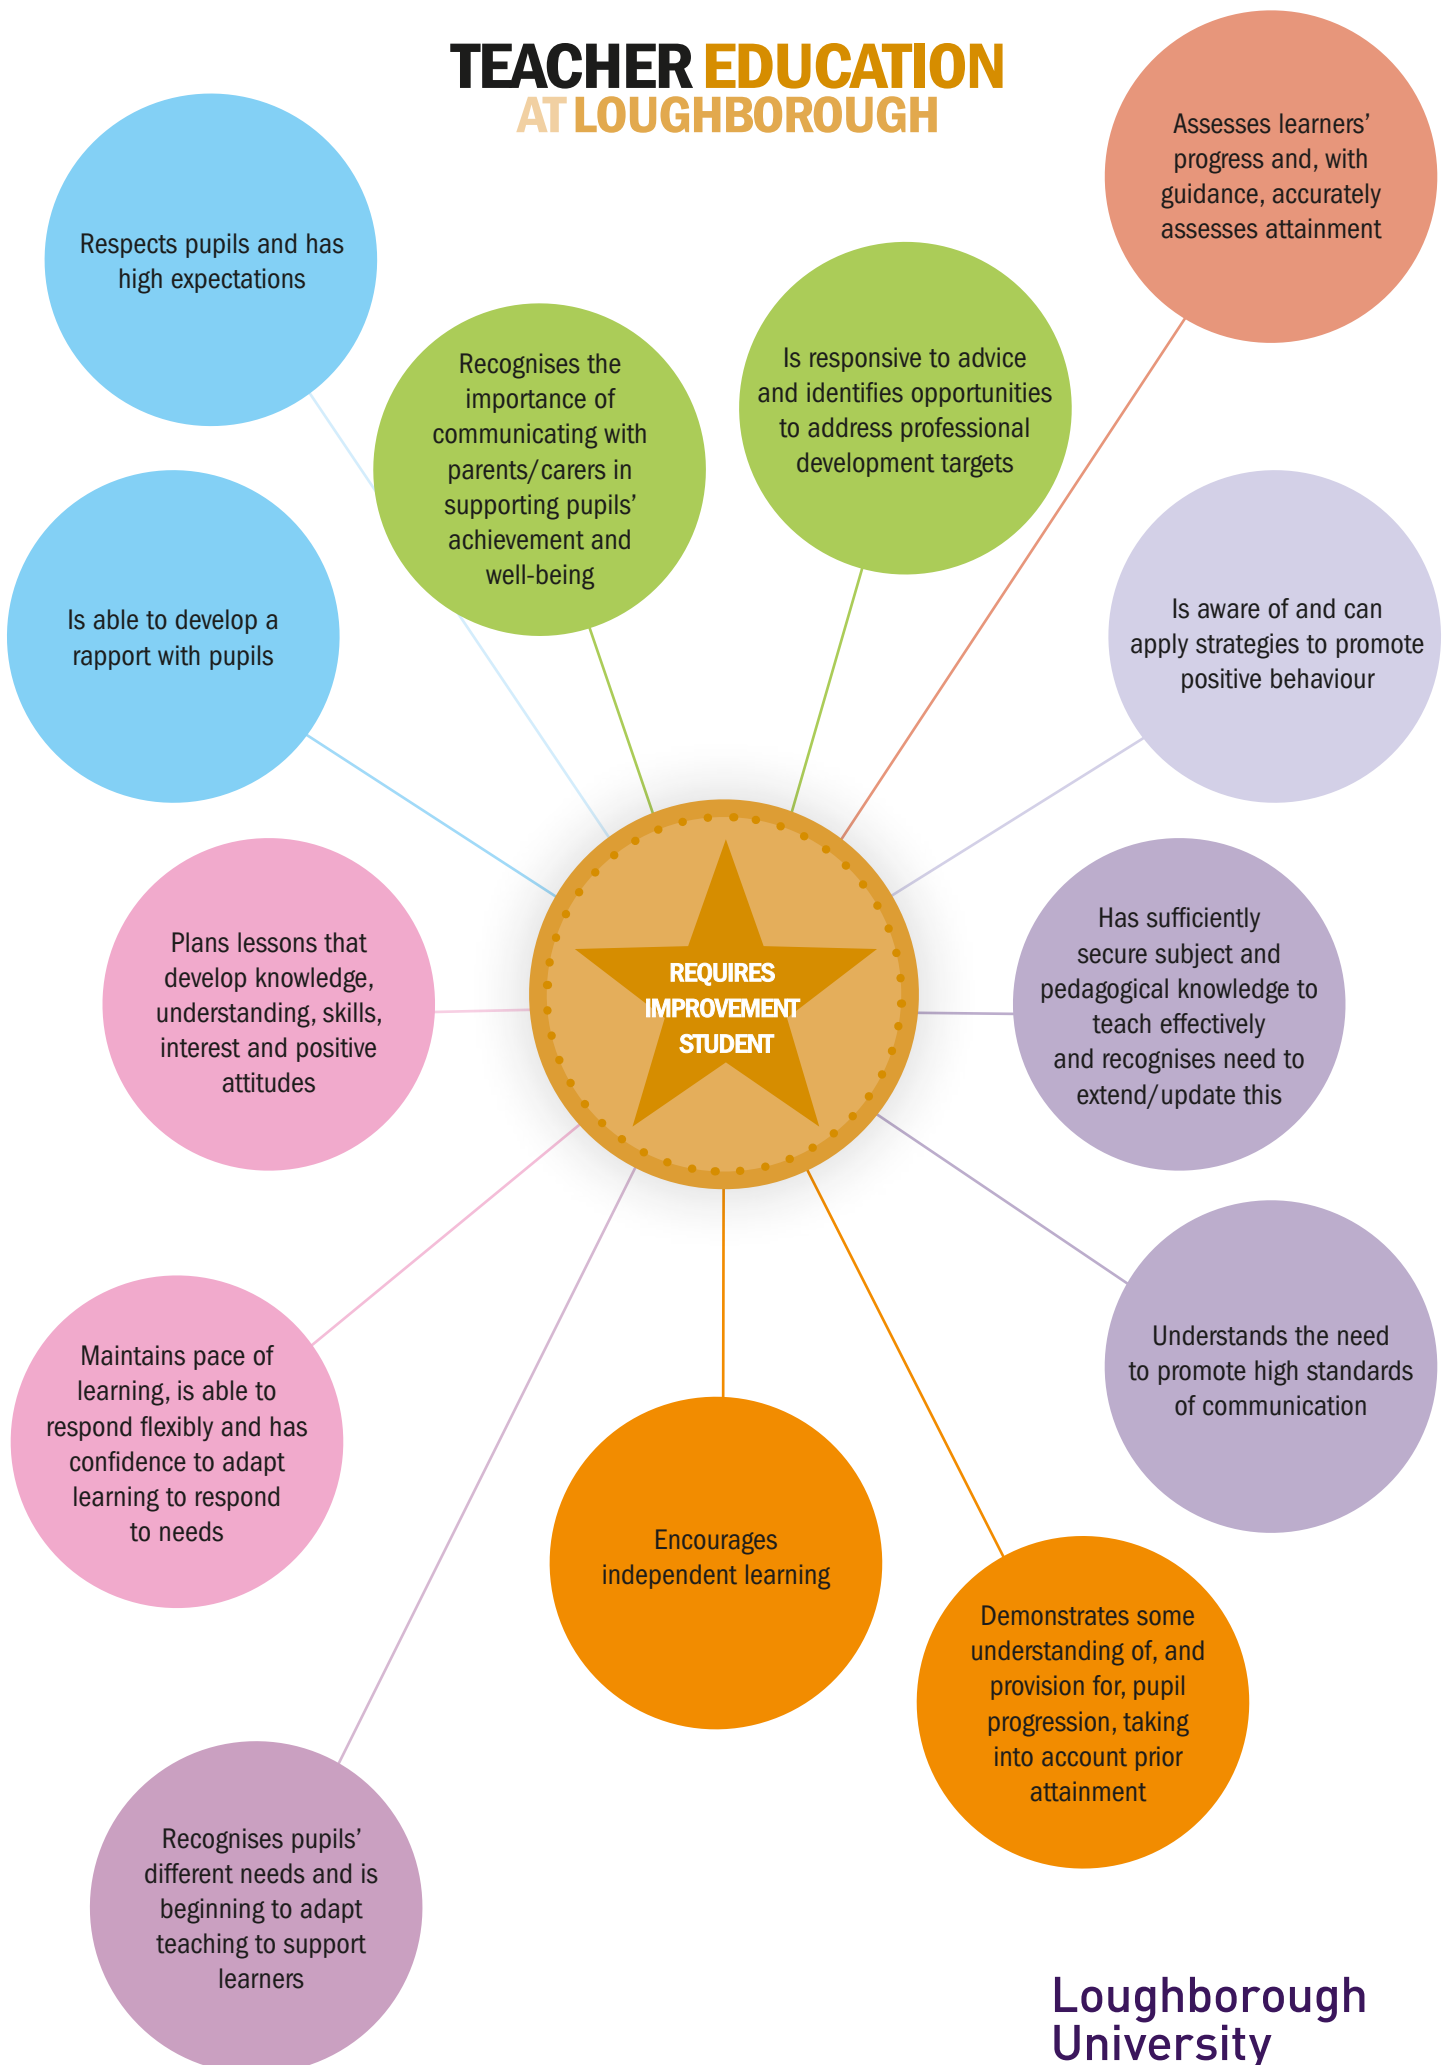 TEACHER EDUCATION
AT LOUGHBOROUGH
Assesses learners’
progress and, with
guidance, accurately
assesses attainment
Respects pupils and has
high expectations
Recognises the
importance of
communicating with
parents/carers in
supporting pupils’
achievement and
well-being
Is responsive to advice
and identifies opportunities
to address professional
development targets
Is able to develop a
rapport with pupils
Is aware of and can
apply strategies to promote
positive behaviour
Plans lessons that
develop knowledge,
understanding, skills,
interest and positive
attitudes
REQUIRES
IMPROVEMENT
STUDENT
Has sufficiently
secure subject and
pedagogical knowledge to
teach effectively
and recognises need to
extend/update this
Maintains pace of
learning, is able to
respond flexibly and has
confidence to adapt
learning to respond
to needs
Understands the need
to promote high standards
of communication
Encourages
independent learning
Demonstrates some
understanding of, and
provision for, pupil
progression, taking
into account prior
attainment
Recognises pupils’
different needs and is
beginning to adapt
teaching to support
learners
Loughborough
University